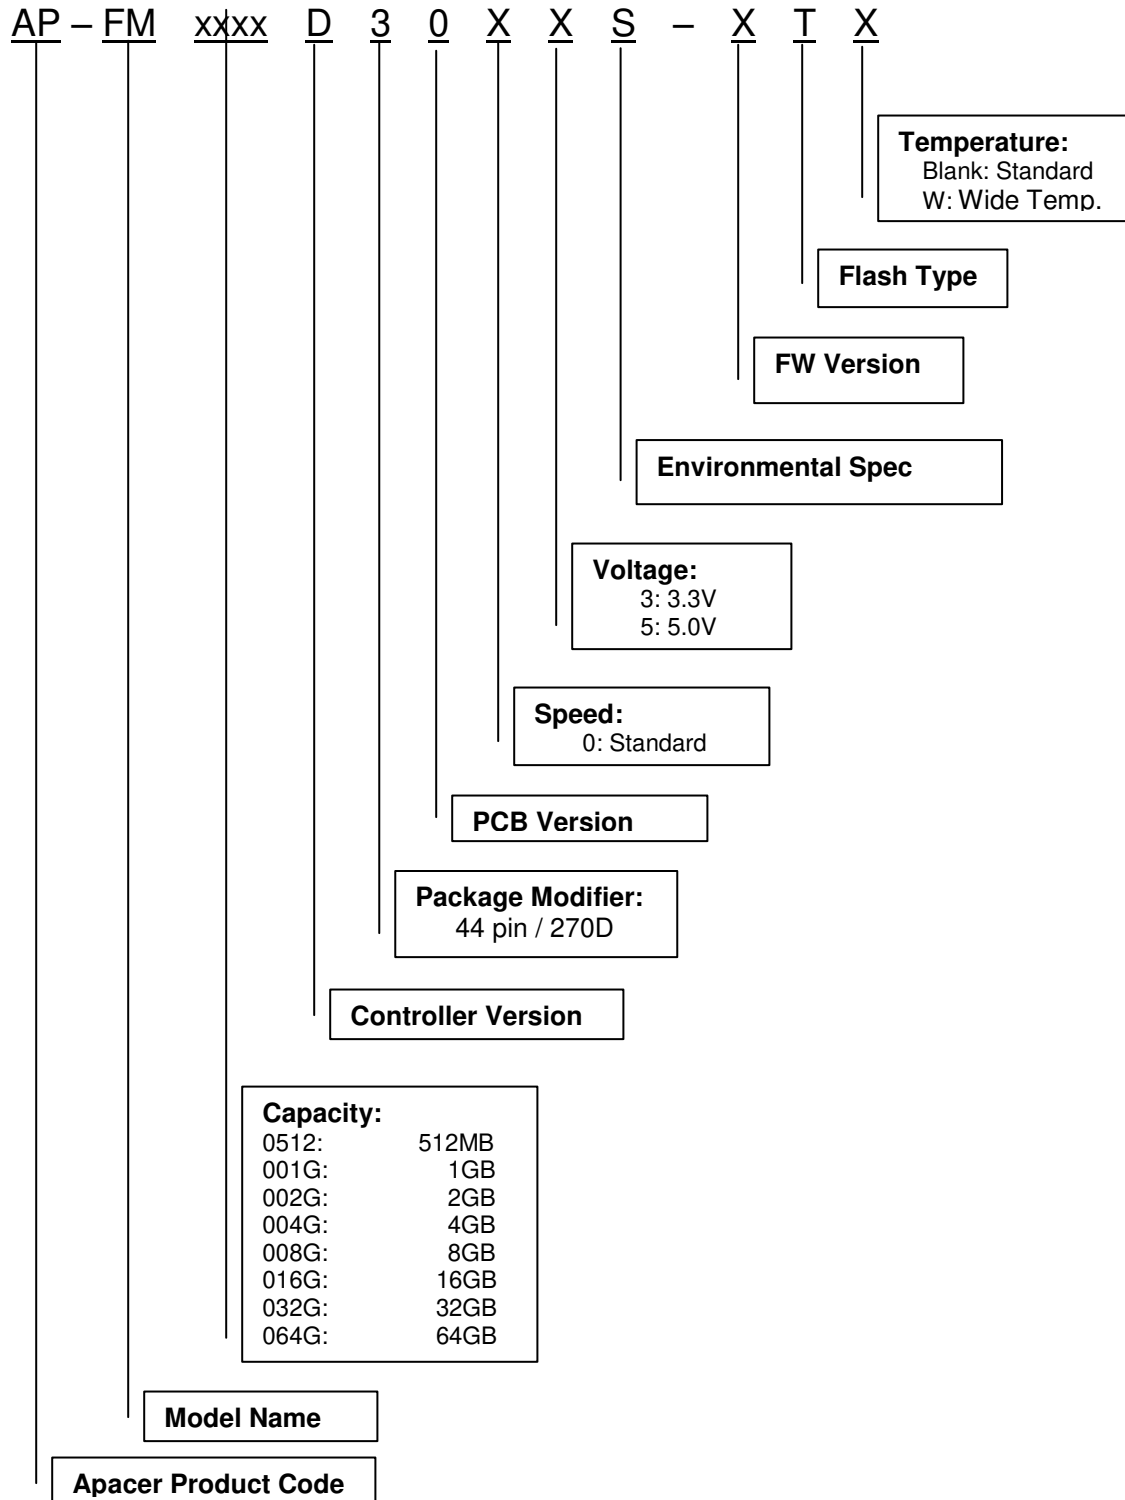 AP – FM xxxx D 3 0 X X S – X T X
Temperature:
Blank: Standard
W: Wide Temp.
Flash Type
FW Version
Environmental Spec
Voltage:
3: 3.3V
5: 5.0V
Speed:
0: Standard
PCB Version
Package Modifier:
44 pin / 270D
Controller Version
Capacity:
0512: 512MB
001G: 1GB
002G: 2GB
004G: 4GB
008G: 8GB
016G: 16GB
032G: 32GB
064G: 64GB
Model Name
Apacer Product Code